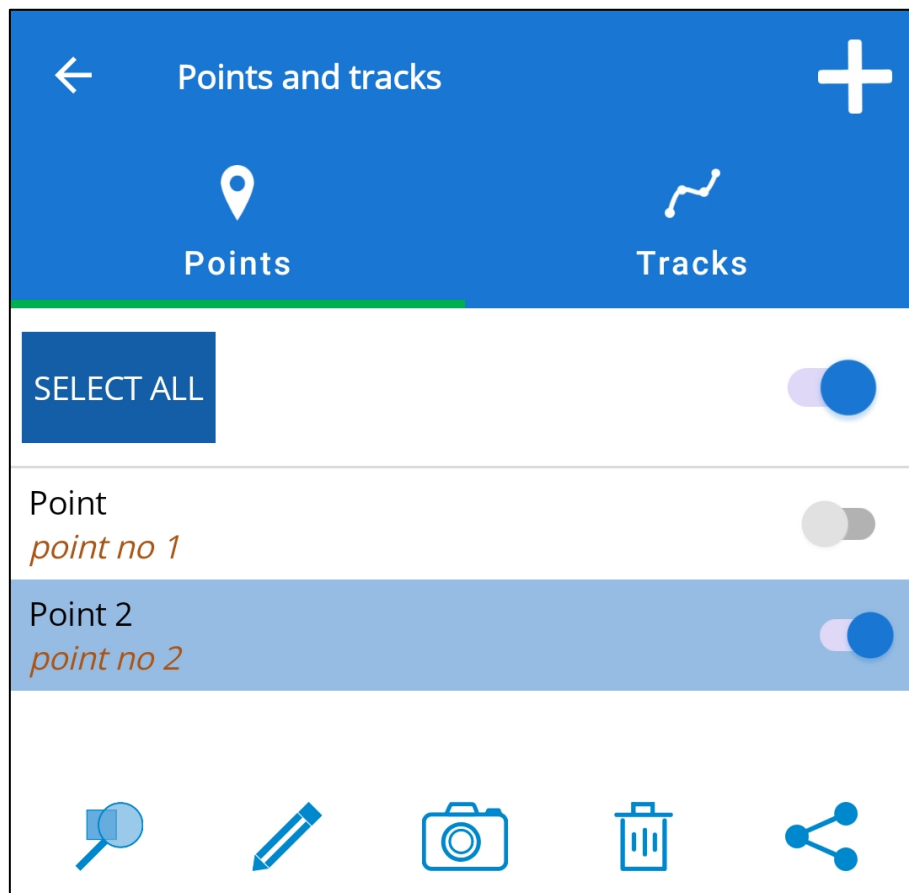 Points and tracks
Points
Tracks
SELECT ALL
Point
point no 1
Point 2
point no 2